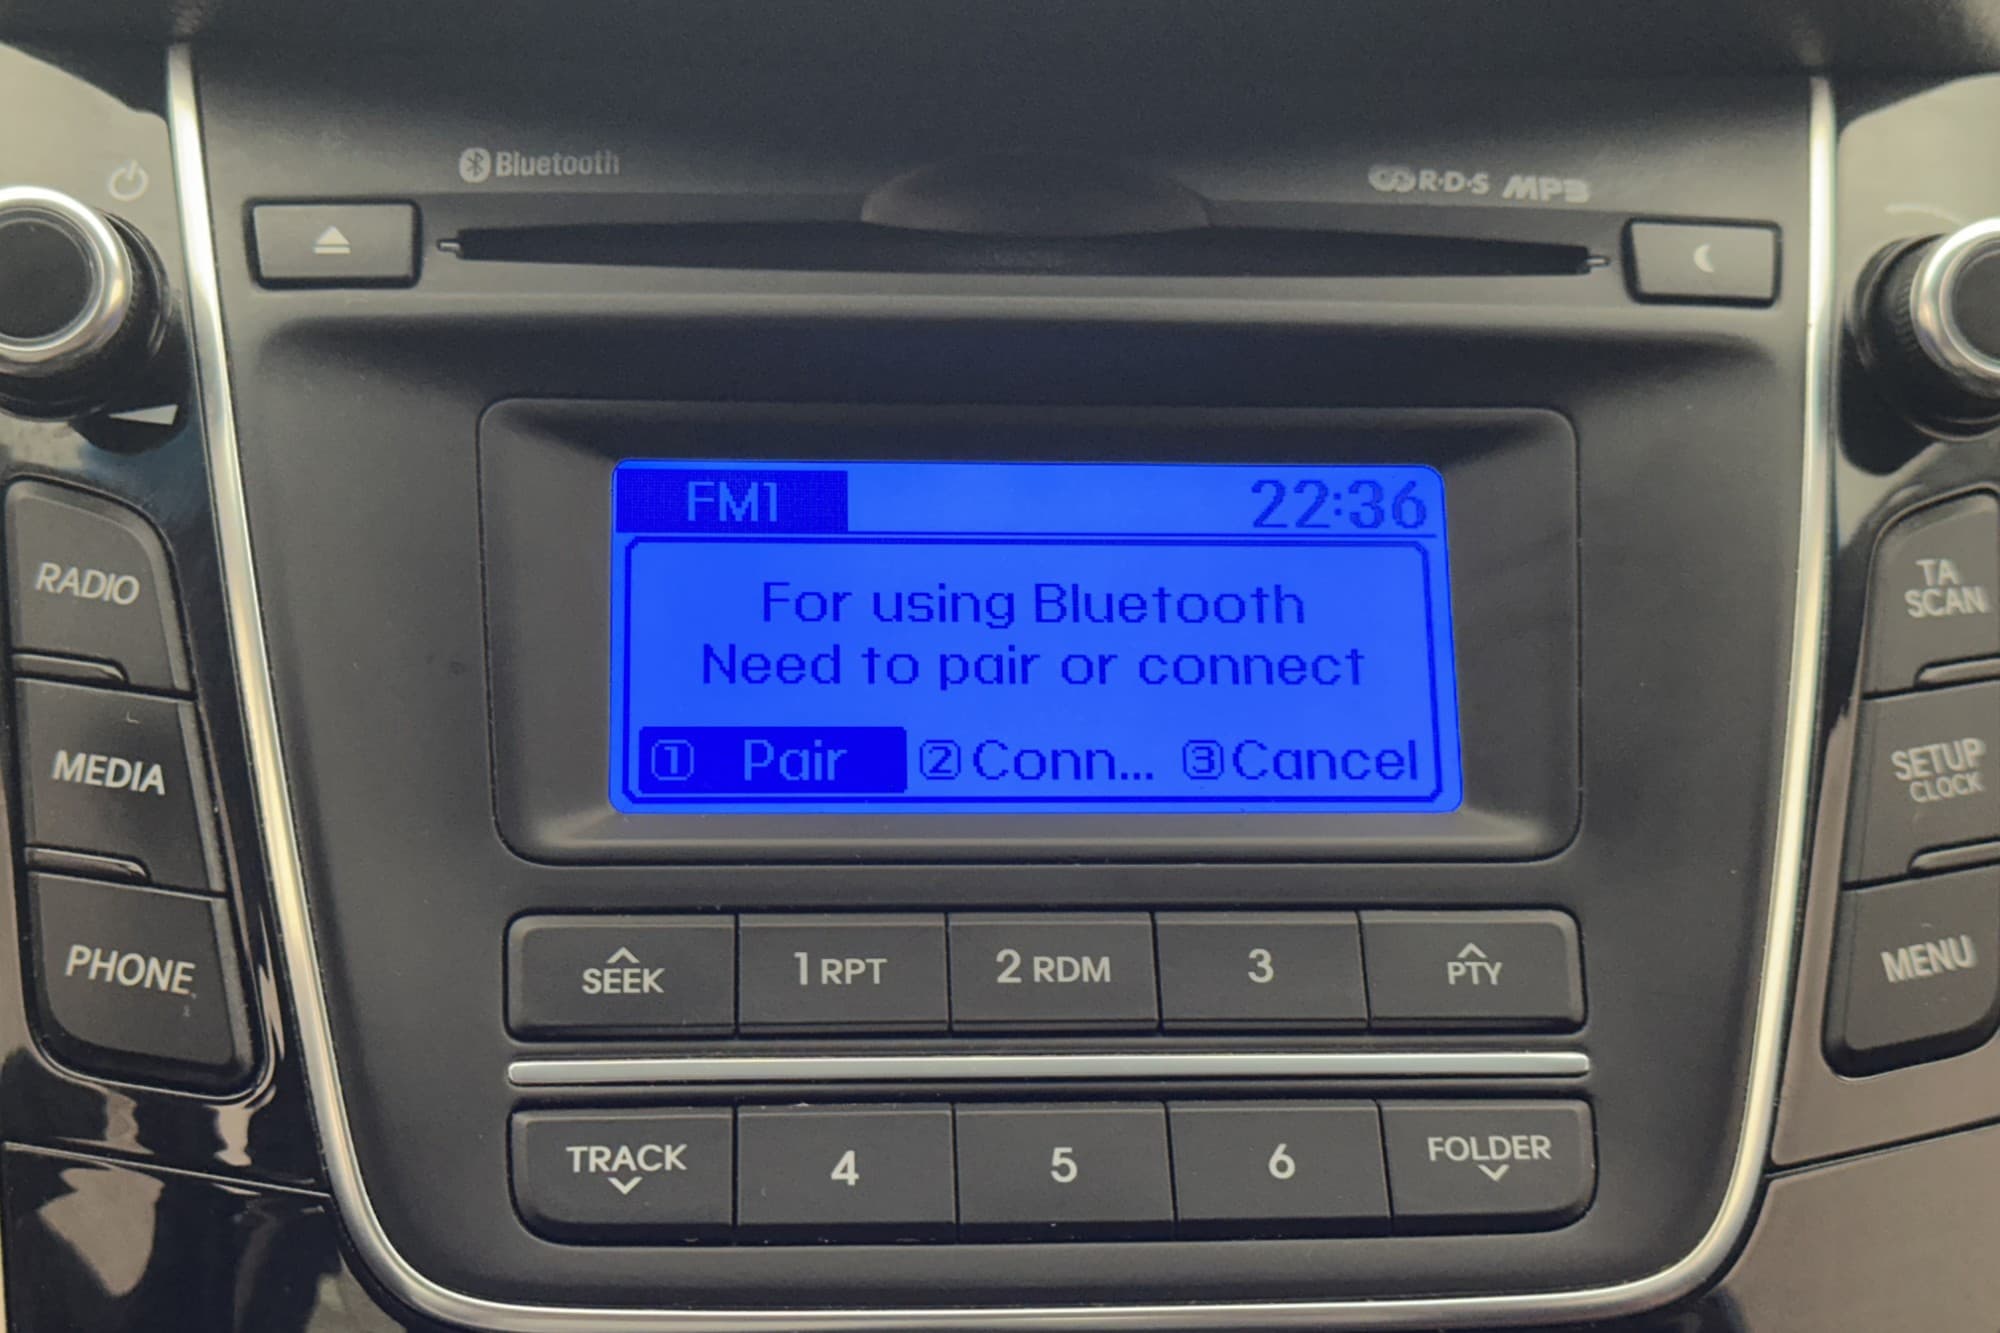 Bluetooth
R·D·S MP3
FM1 22:36
For using Bluetooth
Need to pair or connect
① Pair ② Conn... ③ Cancel
RADIO
MEDIA
PHONE
TA
SCAN
SETUP
CLOCK
MENU
SEEK 1 RPT 2 RDM 3 PTY
TRACK 4 5 6 FOLDER